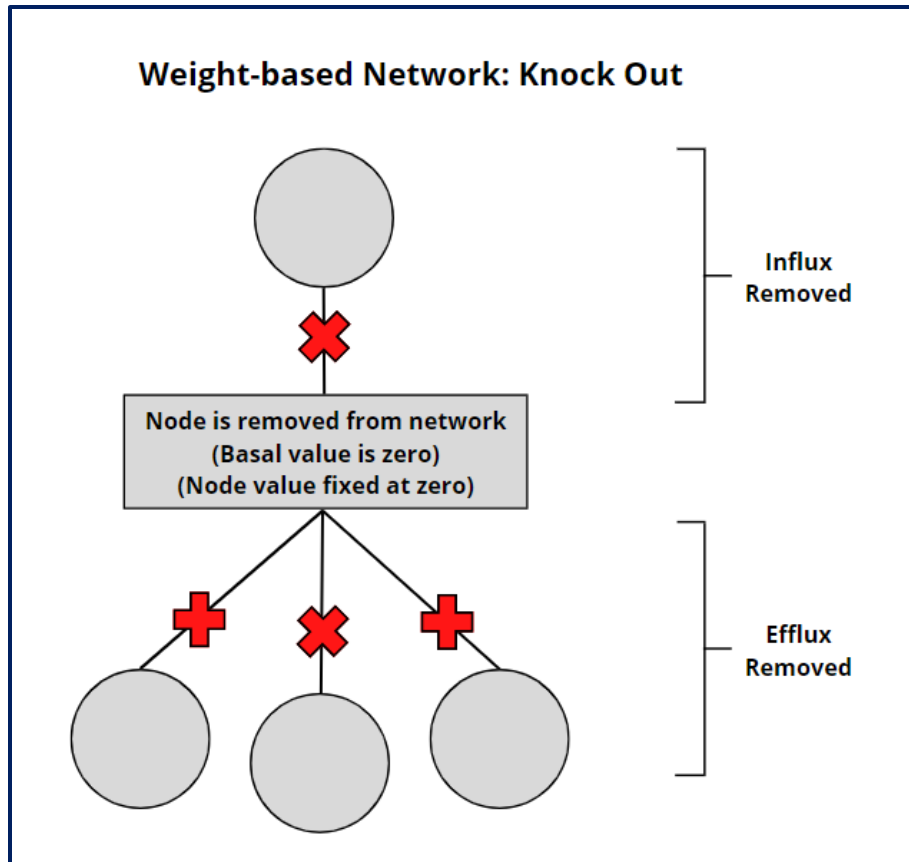 Weight-based Network: Knock Out
Influx
Removed
Node is removed from network
(Basal value is zero)
(Node value fixed at zero)
Efflux
Removed